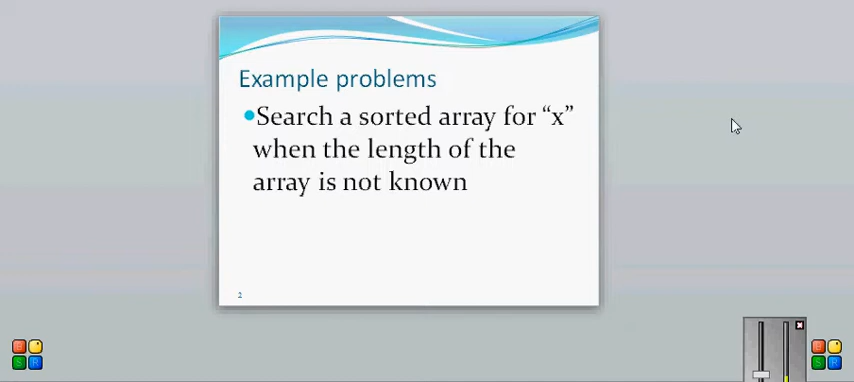 Example problems
•Search a sorted array for “x”
when the length of the
array is not known
2